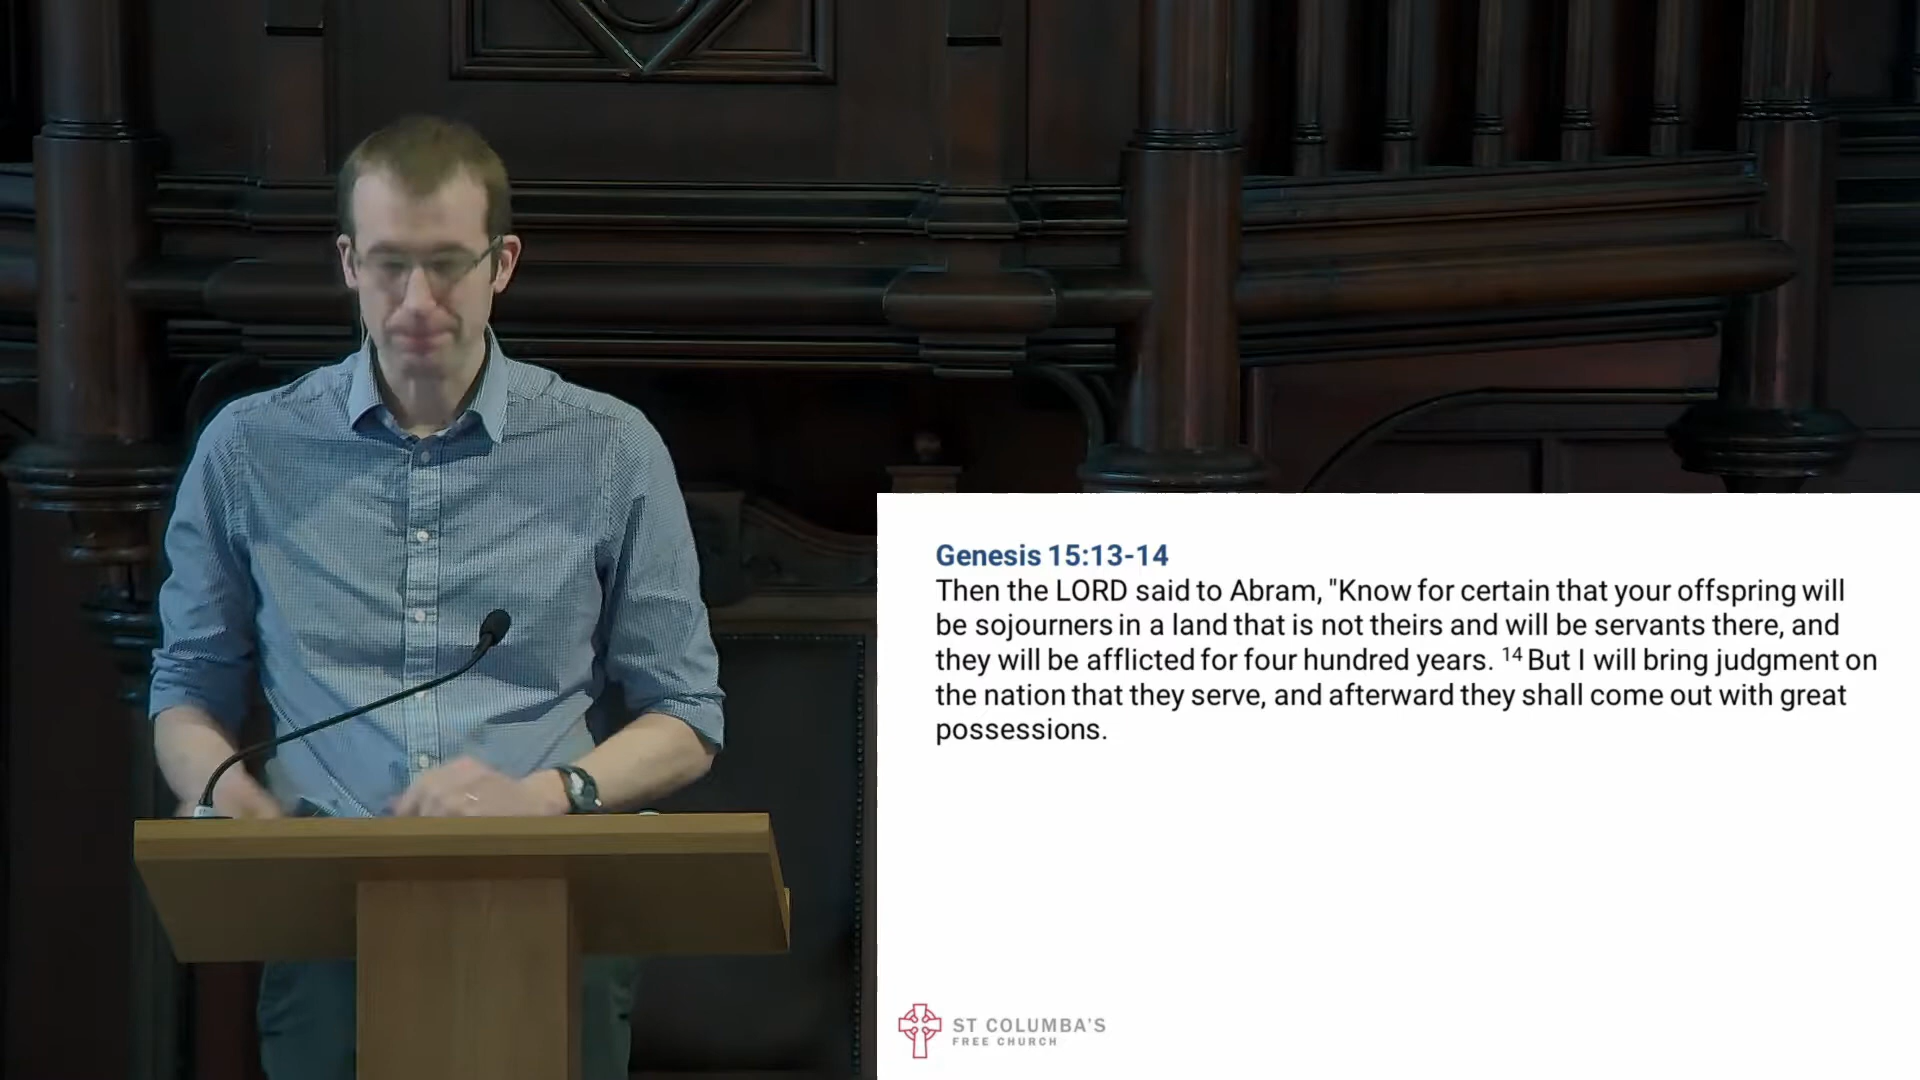 Genesis 15:13-14
Then the LORD said to Abram, "Know for certain that your offspring will
be sojourners in a land that is not theirs and will be servants there, and
they will be afflicted for four hundred years. ¹⁴ But I will bring judgment on
the nation that they serve, and afterward they shall come out with great
possessions.
ST COLUMBA'S
FREE CHURCH